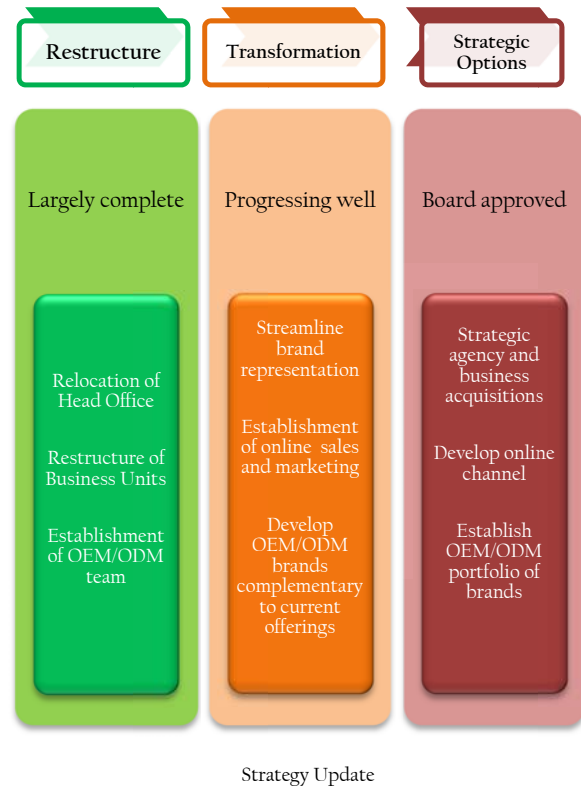 Restructure
Transformation
Strategic
Options
Largely complete
Progressing well
Board approved
Relocation of
Head Office
Restructure of
Business Units
Establishment
of OEM/ODM
team
Streamline
brand
representation
Establishment
of online sales
and marketing
Develop
OEM/ODM
brands
complementary
to current
offerings
Strategic
agency and
business
acquisitions
Develop online
channel
Establish
OEM/ODM
portfolio of
brands
Strategy Update